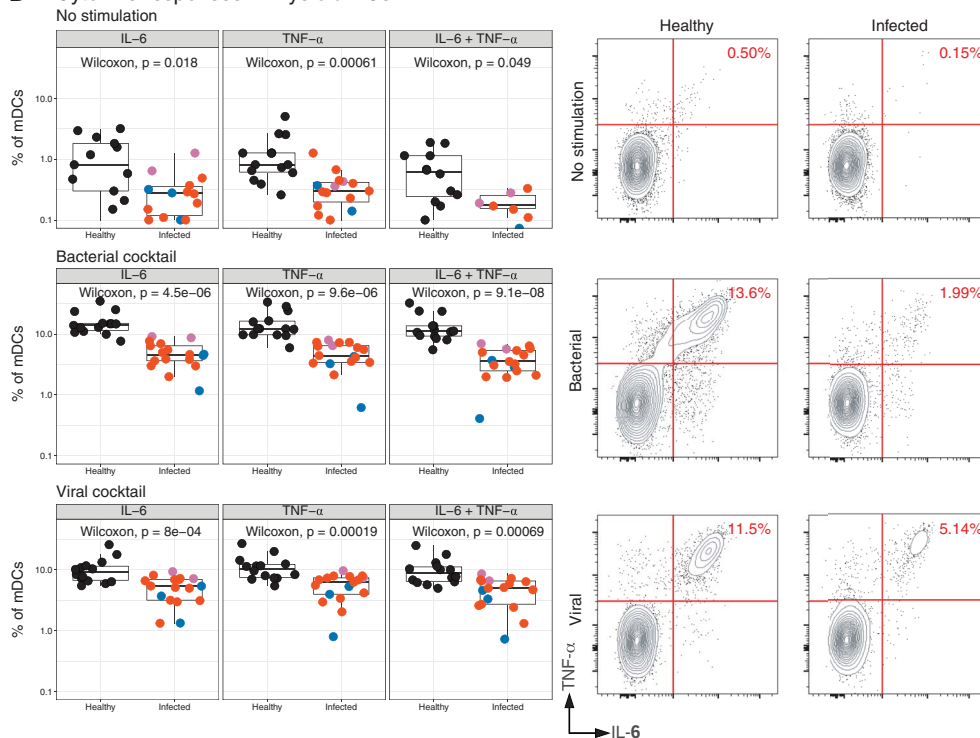 No stimulation
IL-6 TNF-α IL-6 + TNF-α
Wilcoxon, p = 0.018 Wilcoxon, p = 0.00061 Wilcoxon, p = 0.049
% of mDCs
10.0
1.0
0.1
Healthy Infected Healthy Infected Healthy Infected
Bacterial cocktail
IL-6 TNF-α IL-6 + TNF-α
Wilcoxon, p = 4.5e-06 Wilcoxon, p = 9.6e-06 Wilcoxon, p = 9.1e-08
% of mDCs
10.0
1.0
0.1
Healthy Infected Healthy Infected Healthy Infected
Viral cocktail
IL-6 TNF-α IL-6 + TNF-α
Wilcoxon, p = 8e-04 Wilcoxon, p = 0.00019 Wilcoxon, p = 0.00069
% of mDCs
10.0
1.0
0.1
Healthy Infected Healthy Infected Healthy Infected
Healthy Infected
No stimulation
0.50% 0.15%
Bacterial
13.6% 1.99%
Viral
11.5% 5.14%
TNF-α
IL-6